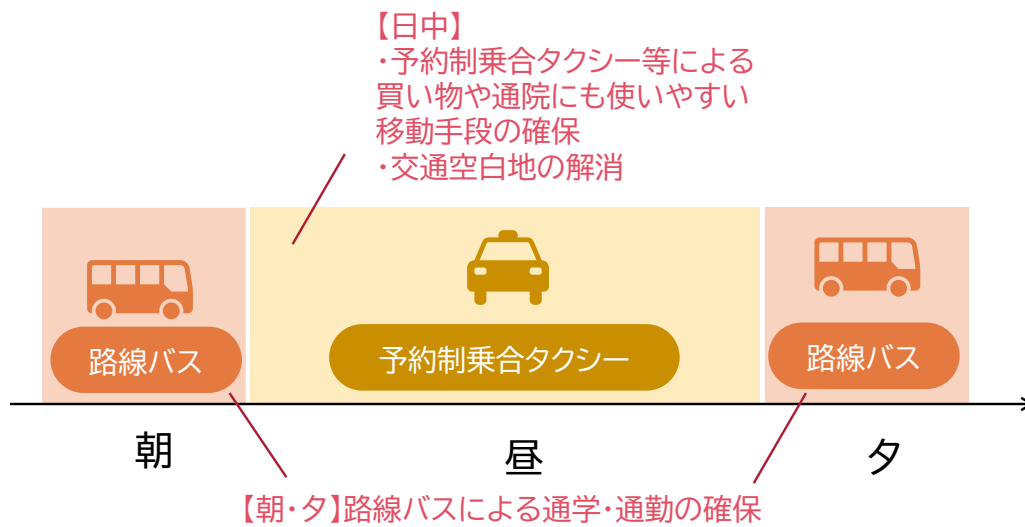 【日中】
・予約制乗合タクシー等による
買い物や通院にも使いやすい
移動手段の確保
・交通空白地の解消
路線バス
予約制乗合タクシー
路線バス
朝
昼
夕
【朝・夕】路線バスによる通学・通勤の確保